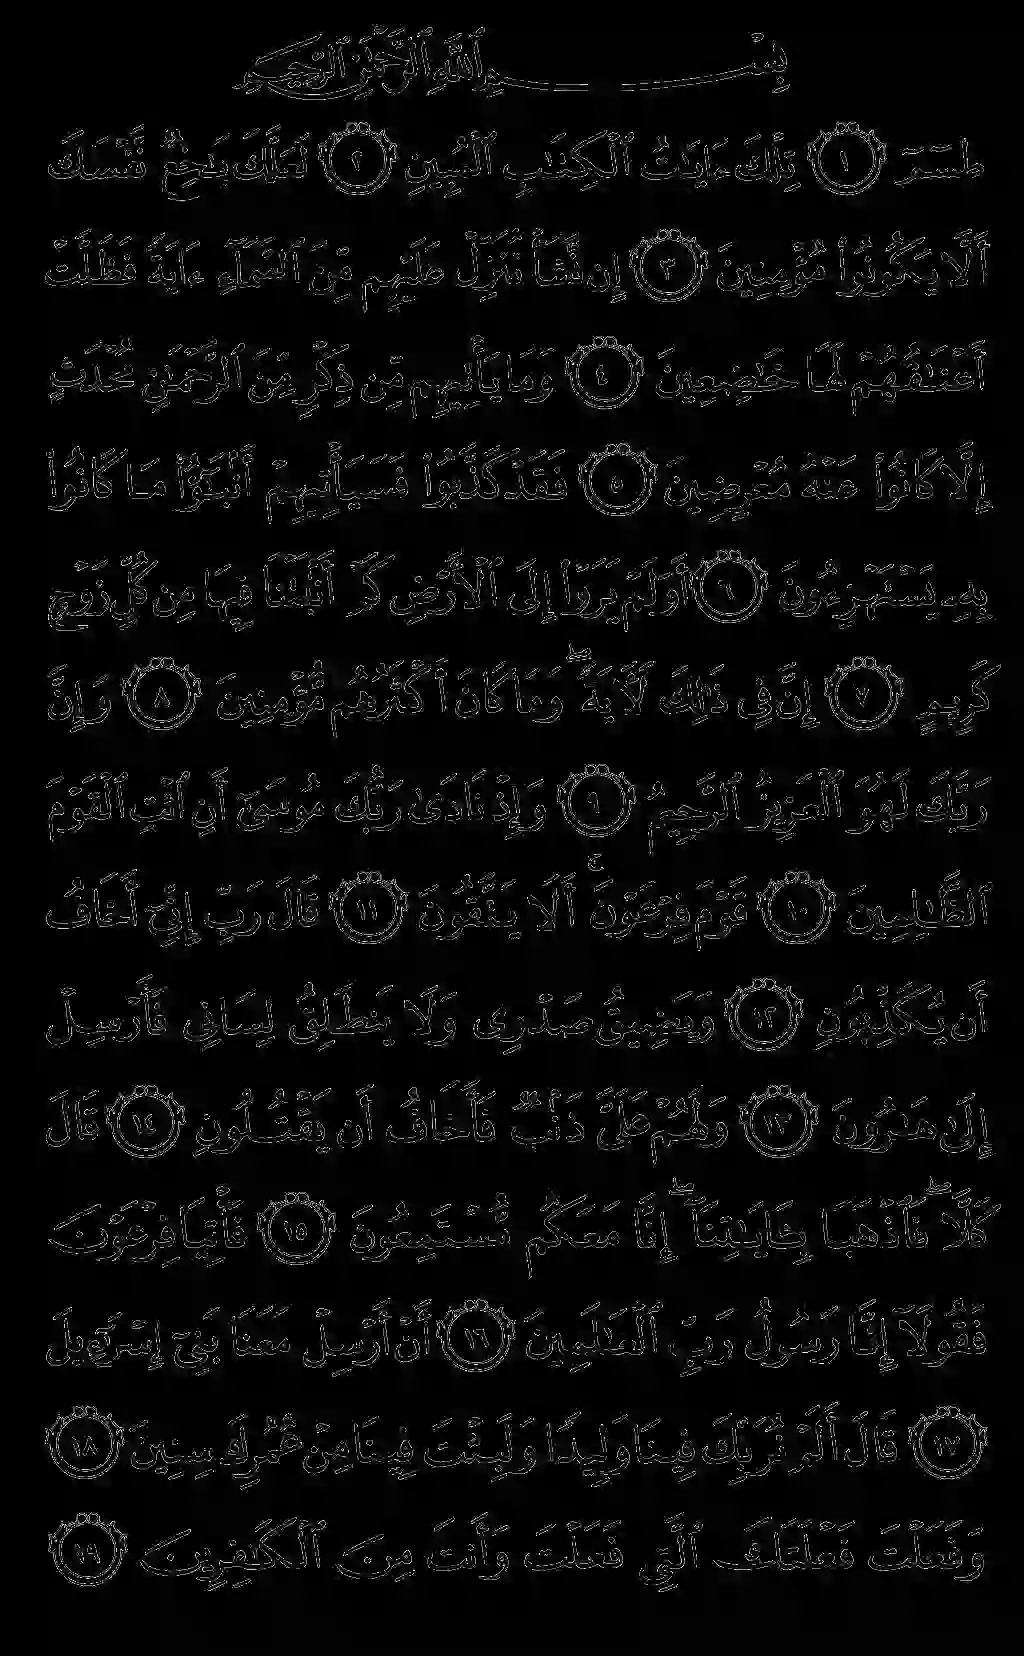 بِسْمِ ٱللَّهِ ٱلرَّحْمَٰنِ ٱلرَّحِيمِ
طسٓمٓ ١ تِلْكَ ءَايَٰتُ ٱلْكِتَٰبِ ٱلْمُبِينِ ٢ لَعَلَّكَ بَٰخِعٌ نَّفْسَكَ
أَلَّا يَكُونُوا۟ مُؤْمِنِينَ ٣ إِن نَّشَأْ نُنَزِّلْ عَلَيْهِم مِّنَ ٱلسَّمَآءِ ءَايَةً فَظَلَّتْ
أَعْنَٰقُهُمْ لَهَا خَٰضِعِينَ ٤ وَمَا يَأْتِيهِم مِّن ذِكْرٍ مِّنَ ٱلرَّحْمَٰنِ مُحْدَثٍ
إِلَّا كَانُوا۟ عَنْهُ مُعْرِضِينَ ٥ فَقَدْ كَذَّبُوا۟ فَسَيَأْتِيهِمْ أَنۢبَٰٓؤُا۟ مَا كَانُوا۟
بِهِۦ يَسْتَهْزِءُونَ ٦ أَوَلَمْ يَرَوْا۟ إِلَى ٱلْأَرْضِ كَمْ أَنۢبَتْنَا فِيهَا مِن كُلِّ زَوْجٍ
كَرِيمٍ ٧ إِنَّ فِى ذَٰلِكَ لَءَايَةً ۖ وَمَا كَانَ أَكْثَرُهُم مُّؤْمِنِينَ ٨ وَإِنَّ
رَبَّكَ لَهُوَ ٱلْعَزِيزُ ٱلرَّحِيمُ ٩ وَإِذْ نَادَىٰ رَبُّكَ مُوسَىٰٓ أَنِ ٱئْتِ ٱلْقَوْمَ
ٱلظَّٰلِمِينَ ١٠ قَوْمَ فِرْعَوْنَ ۚ أَلَا يَتَّقُونَ ١١ قَالَ رَبِّ إِنِّىٓ أَخَافُ
أَن يُكَذِّبُونِ ١٢ وَيَضِيقُ صَدْرِى وَلَا يَنطَلِقُ لِسَانِى فَأَرْسِلْ
إِلَىٰ هَٰرُونَ ١٣ وَلَهُمْ عَلَىَّ ذَنۢبٌ فَأَخَافُ أَن يَقْتُلُونِ ١٤ قَالَ
كَلَّا ۖ فَٱذْهَبَا بِـَٔايَٰتِنَآ ۖ إِنَّا مَعَكُم مُّسْتَمِعُونَ ١٥ فَأْتِيَا فِرْعَوْنَ
فَقُولَآ إِنَّا رَسُولُ رَبِّ ٱلْعَٰلَمِينَ ١٦ أَنْ أَرْسِلْ مَعَنَا بَنِىٓ إِسْرَٰٓءِيلَ
١٧ قَالَ أَلَمْ نُرَبِّكَ فِينَا وَلِيدًا وَلَبِثْتَ فِينَا مِنْ عُمُرِكَ سِنِينَ ١٨
وَفَعَلْتَ فَعْلَتَكَ ٱلَّتِى فَعَلْتَ وَأَنتَ مِنَ ٱلْكَٰفِرِينَ ١٩